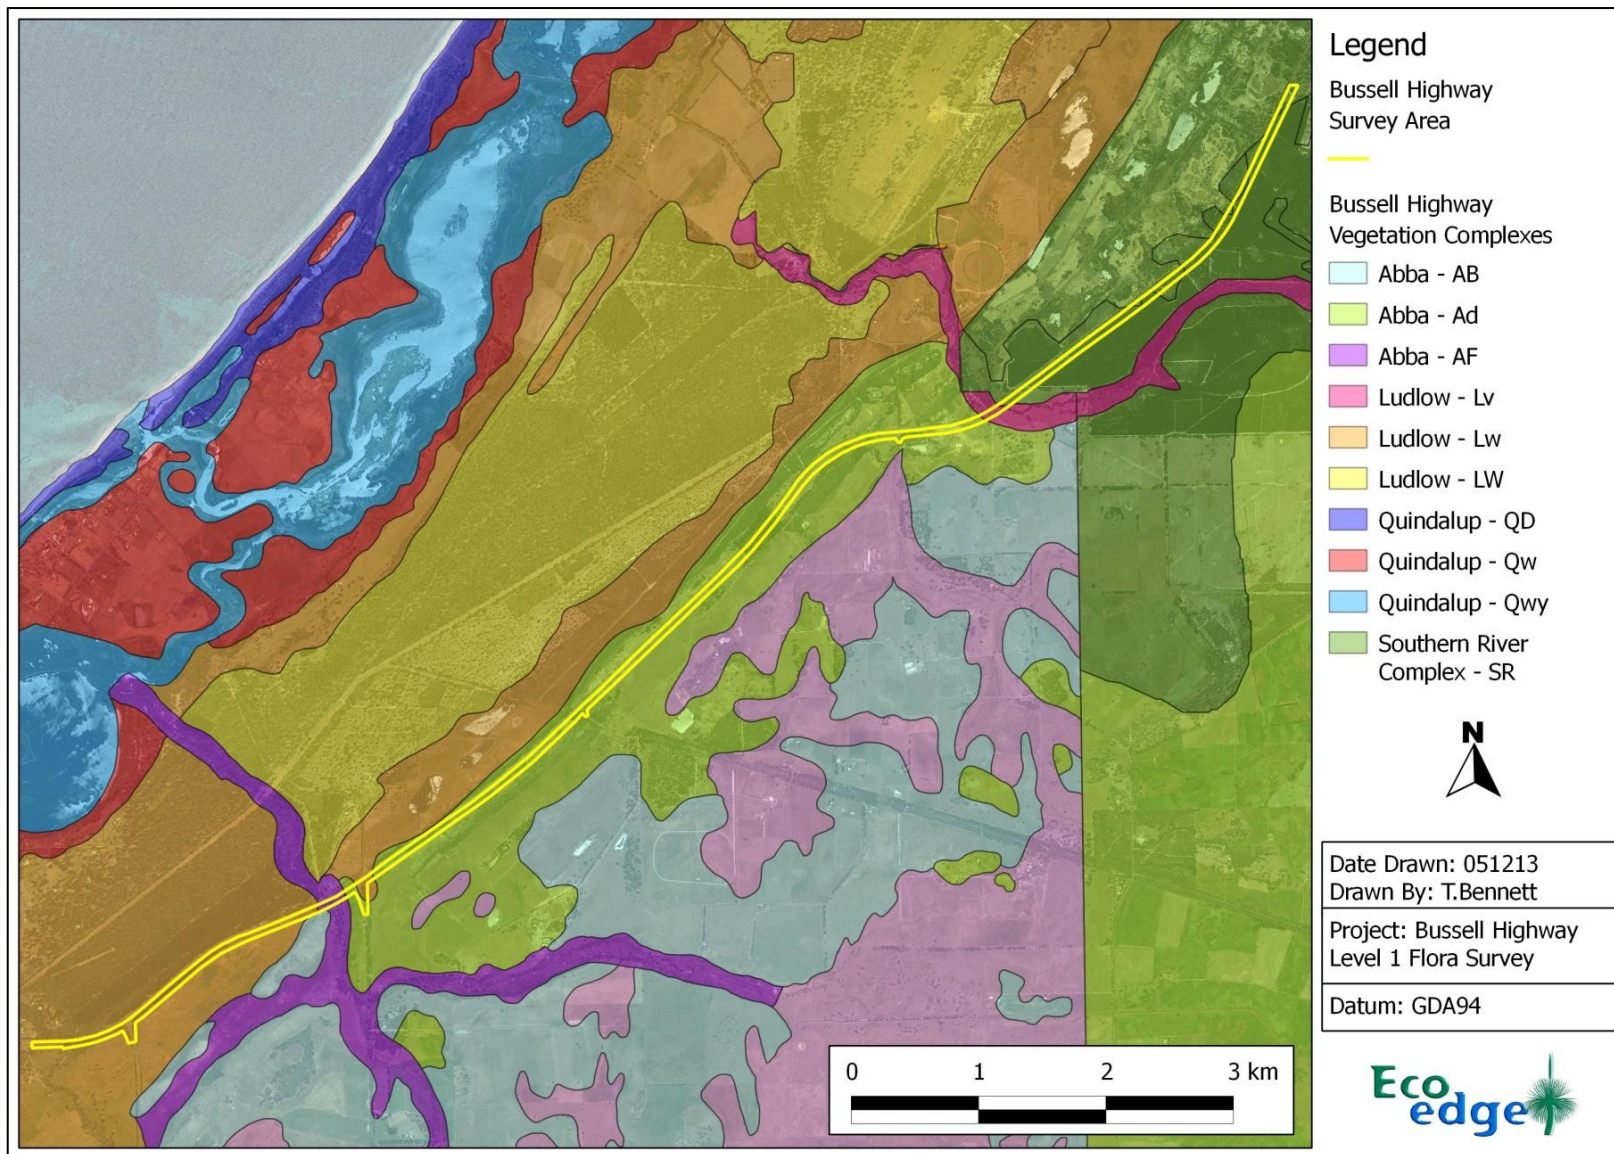 Legend
Bussell Highway
Survey Area
Bussell Highway
Vegetation Complexes
Abba - AB
Abba - Ad
Abba - AF
Ludlow - Lv
Ludlow - Lw
Ludlow - LW
Quindalup - QD
Quindalup - Qw
Quindalup - Qwy
Southern River
Complex - SR
N
Date Drawn: 051213
Drawn By: T.Bennett
Project: Bussell Highway
Level 1 Flora Survey
Datum: GDA94
0 1 2 3 km
Eco
edge